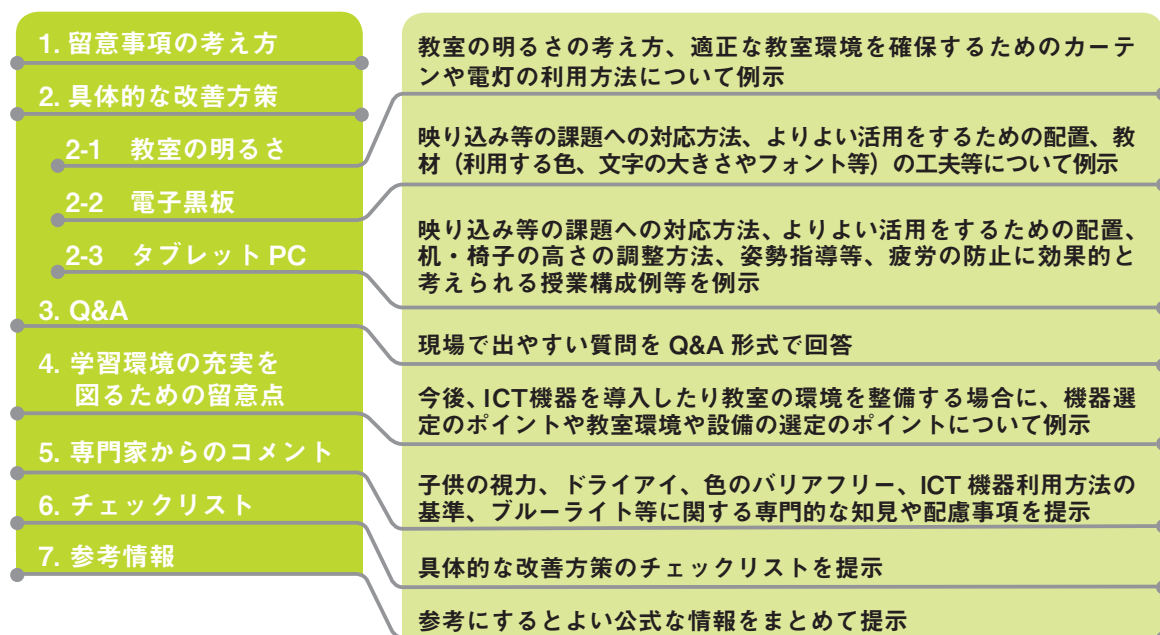 1. 留意事項の考え方
2. 具体的な改善方策
2-1 教室の明るさ
2-2 電子黒板
2-3 タブレット PC
3. Q&A
4. 学習環境の充実を
図るための留意点
5. 専門家からのコメント
6. チェックリスト
7. 参考情報
教室の明るさの考え方、適正な教室環境を確保するためのカーテ
ンや電灯の利用方法について例示
映り込み等の課題への対応方法、よりよい活用をするための配置、教
材（利用する色、文字の大きさやフォント等）の工夫等について例示
映り込み等の課題への対応方法、よりよい活用をするための配置、
机・椅子の高さの調整方法、姿勢指導等、疲労の防止に効果的と
考えられる授業構成例等を例示
現場で出やすい質問を Q&A 形式で回答
今後、ICT機器を導入したり教室の環境を整備する場合に、機器選
定のポイントや教室環境や設備の選定のポイントについて例示
子供の視力、ドライアイ、色のバリアフリー、ICT 機器利用方法の
基準、ブルーライト等に関する専門的な知見や配慮事項を提示
具体的な改善方策のチェックリストを提示
参考にするとよい公式な情報をまとめて提示